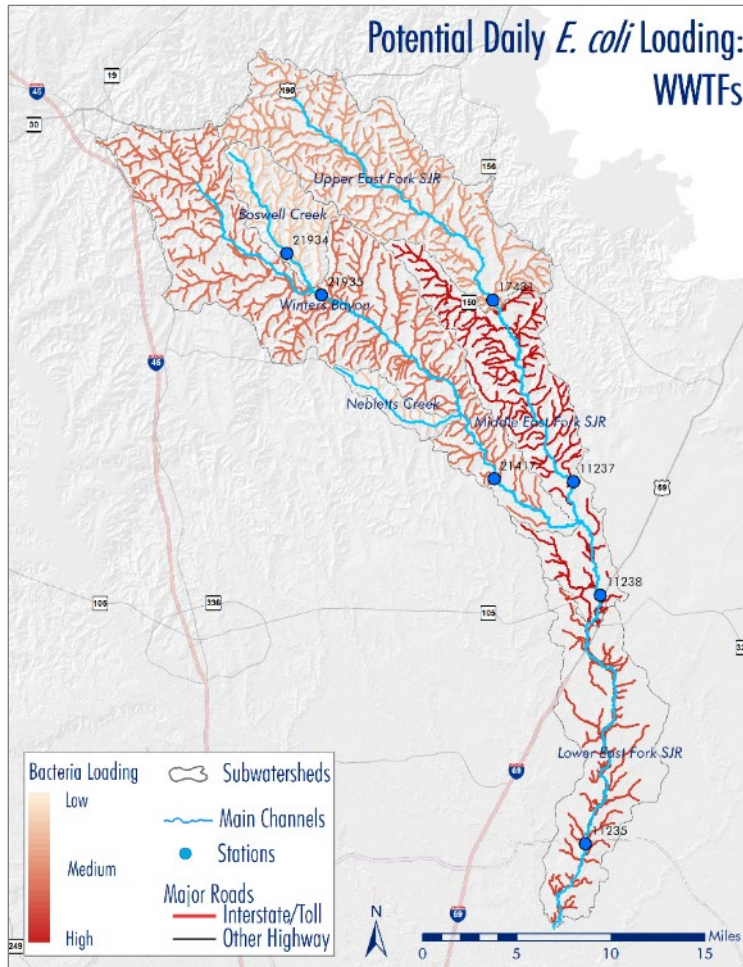 Potential Daily E. coli Loading:
WWTFs
19
45
30
190
156
Upper East Fork SJR
Boswell Creek
21934
21935
Winters Bayou
150
45
Nebletts Creek
Middle East Fork SJR
21417
11237
59
11238
105
336
105
Lower East Fork SJR
69
11235
69
249
Bacteria Loading
Low
Medium
High
Subwatersheds
Main Channels
Stations
Major Roads
Interstate/Toll
Other Highway
N
0
5
10
15
Miles